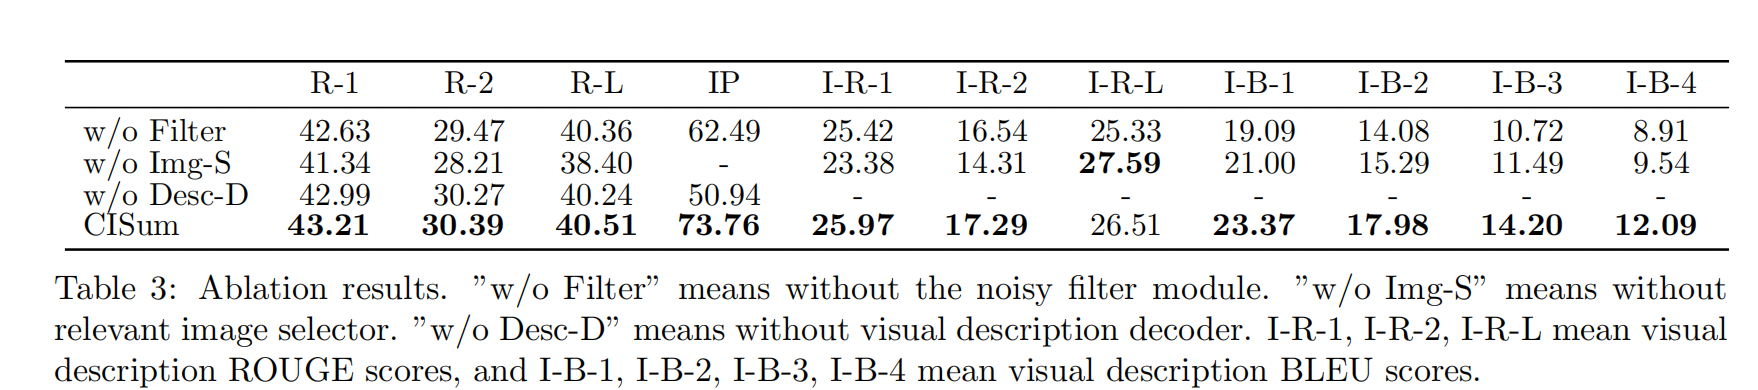 R-1 R-2 R-L IP I-R-1 I-R-2 I-R-L I-B-1 I-B-2 I-B-3 I-B-4
w/o Filter 42.63 29.47 40.36 62.49 25.42 16.54 25.33 19.09 14.08 10.72 8.91
w/o Img-S 41.34 28.21 38.40 - 23.38 14.31 27.59 21.00 15.29 11.49 9.54
w/o Desc-D 42.99 30.27 40.24 50.94 - - - - - - -
CISum 43.21 30.39 40.51 73.76 25.97 17.29 26.51 23.37 17.98 14.20 12.09
Table 3: Ablation results. ”w/o Filter” means without the noisy filter module. ”w/o Img-S” means without
relevant image selector. ”w/o Desc-D” means without visual description decoder. I-R-1, I-R-2, I-R-L mean visual
description ROUGE scores, and I-B-1, I-B-2, I-B-3, I-B-4 mean visual description BLEU scores.